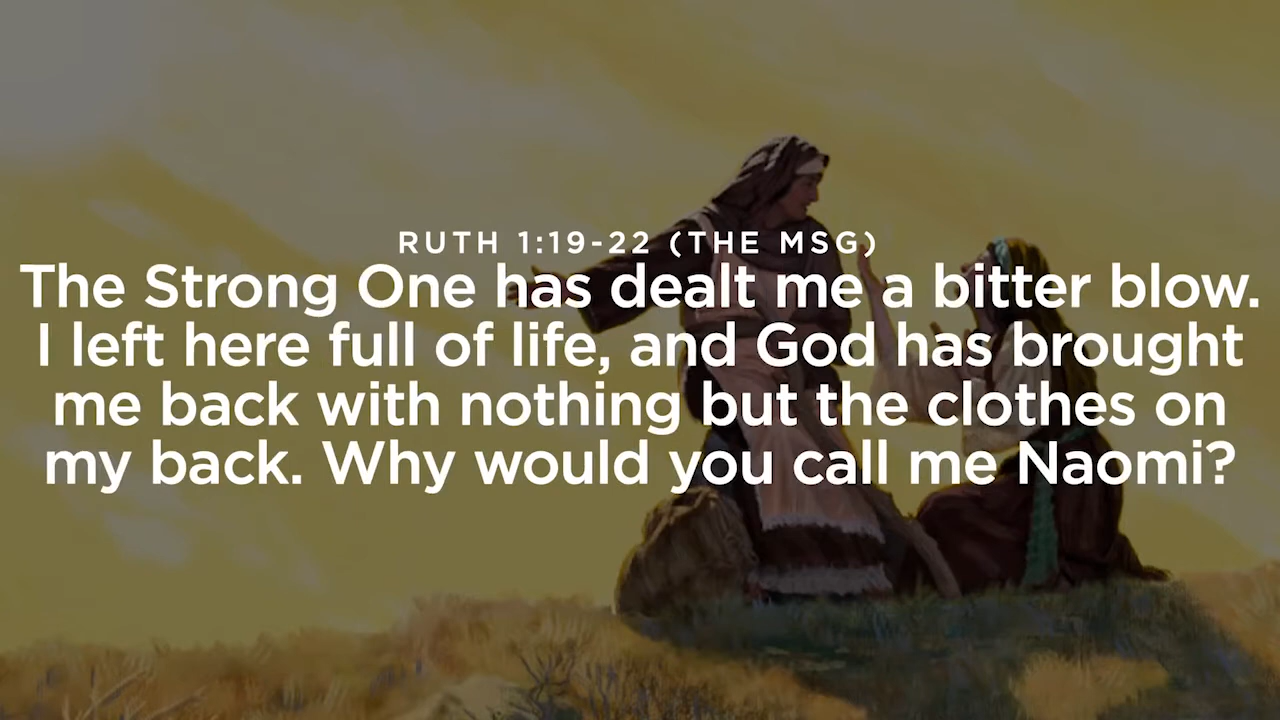 RUTH 1:19-22 (THE MSG)
The Strong One has dealt me a bitter blow.
I left here full of life, and God has brought
me back with nothing but the clothes on
my back. Why would you call me Naomi?